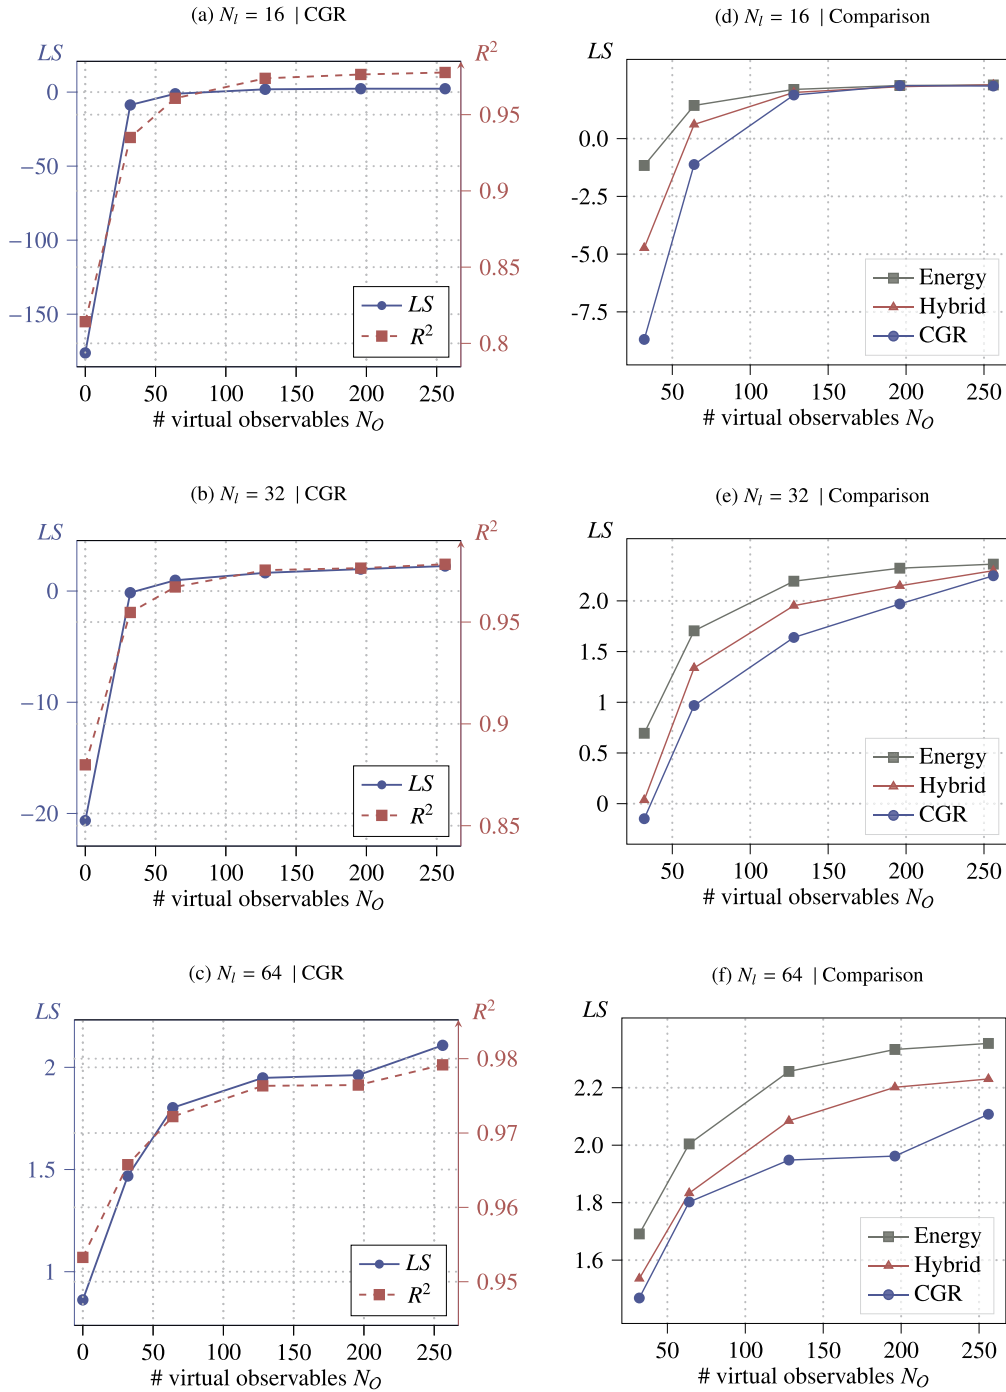 (a) N_l = 16 | CGR
LS
R²
0
−50
−100
−150
0.95
0.9
0.85
0.8
LS
R²
0 50 100 150 200 250
# virtual observables N_O
(d) N_l = 16 | Comparison
LS
0.0
-2.5
-5.0
-7.5
Energy
Hybrid
CGR
50 100 150 200 250
# virtual observables N_O
(b) N_l = 32 | CGR
LS
R²
0
−10
−20
0.95
0.9
0.85
LS
R²
0 50 100 150 200 250
# virtual observables N_O
(e) N_l = 32 | Comparison
LS
2.0
1.5
1
0.5
0
Energy
Hybrid
CGR
50 100 150 200 250
# virtual observables N_O
(c) N_l = 64 | CGR
LS
R²
2
1.5
1
0.98
0.97
0.96
0.95
LS
R²
0 50 100 150 200 250
# virtual observables N_O
(f) N_l = 64 | Comparison
LS
2.2
2.0
1.8
1.6
Energy
Hybrid
CGR
50 100 150 200 250
# virtual observables N_O